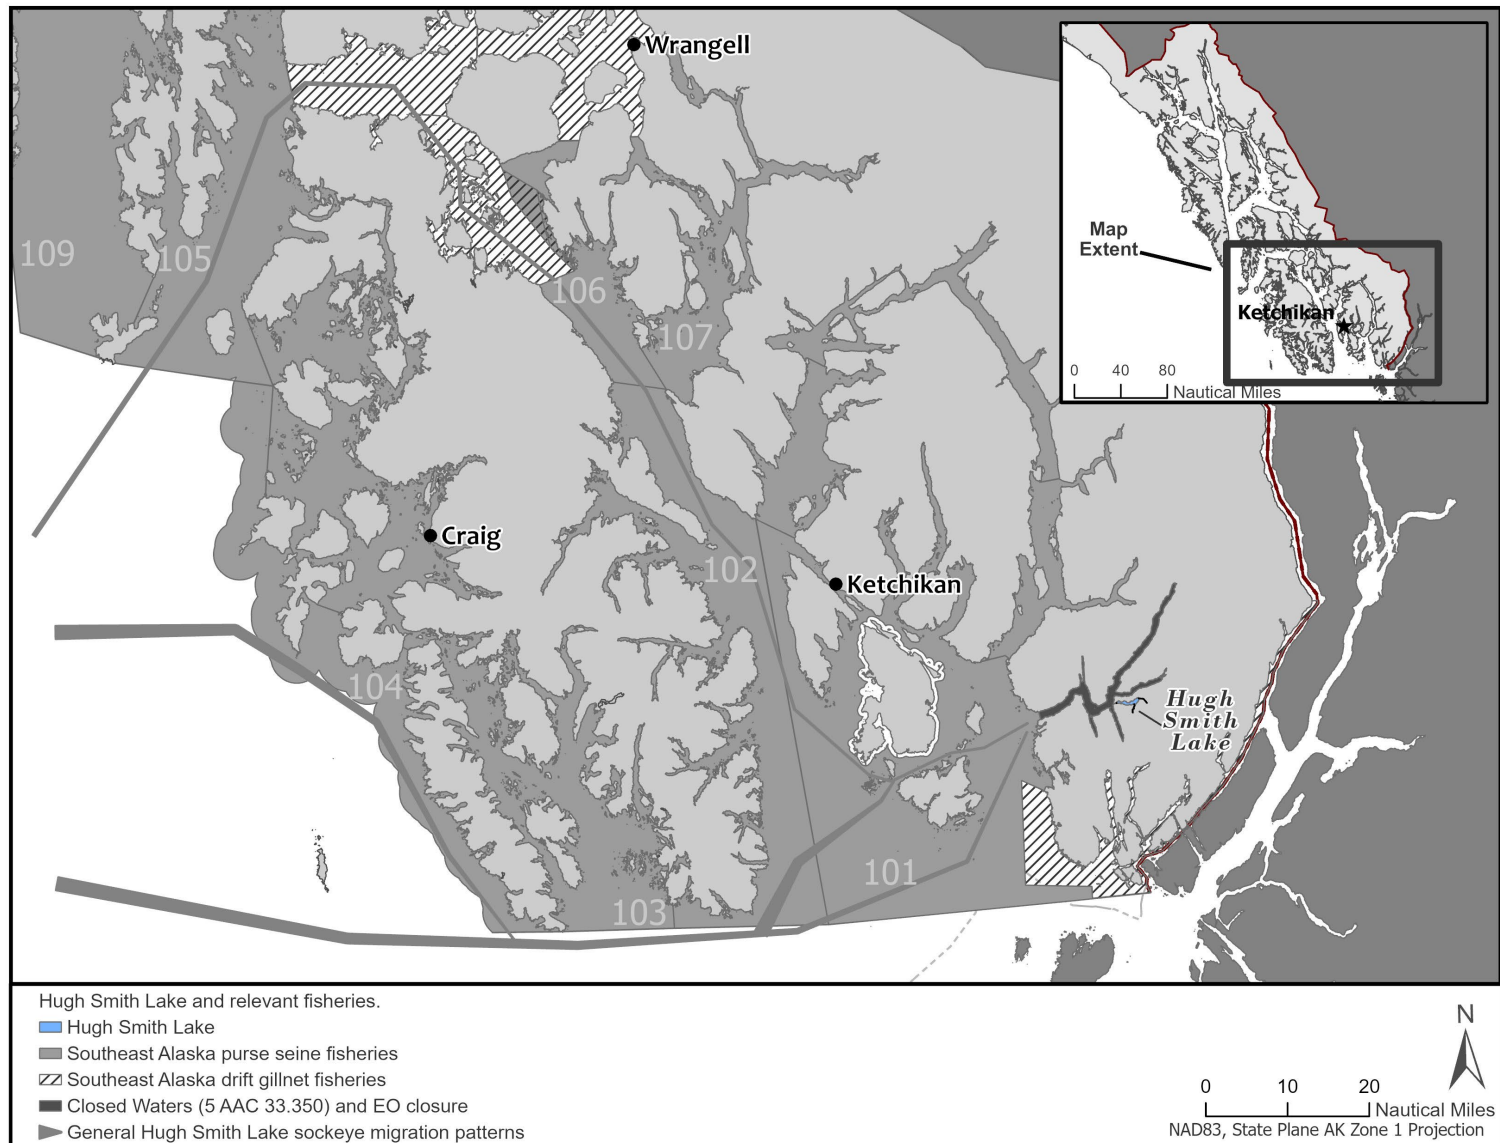 Wrangell
Map
Extent
Ketchikan
0 40 80
Nautical Miles
109
105
106
107
Craig
102
Ketchikan
104
Hugh
Smith
Lake
101
103
Hugh Smith Lake and relevant fisheries.
Hugh Smith Lake
Southeast Alaska purse seine fisheries
Southeast Alaska drift gillnet fisheries
Closed Waters (5 AAC 33.350) and EO closure
General Hugh Smith Lake sockeye migration patterns
N
0 10 20
Nautical Miles
NAD83, State Plane AK Zone 1 Projection